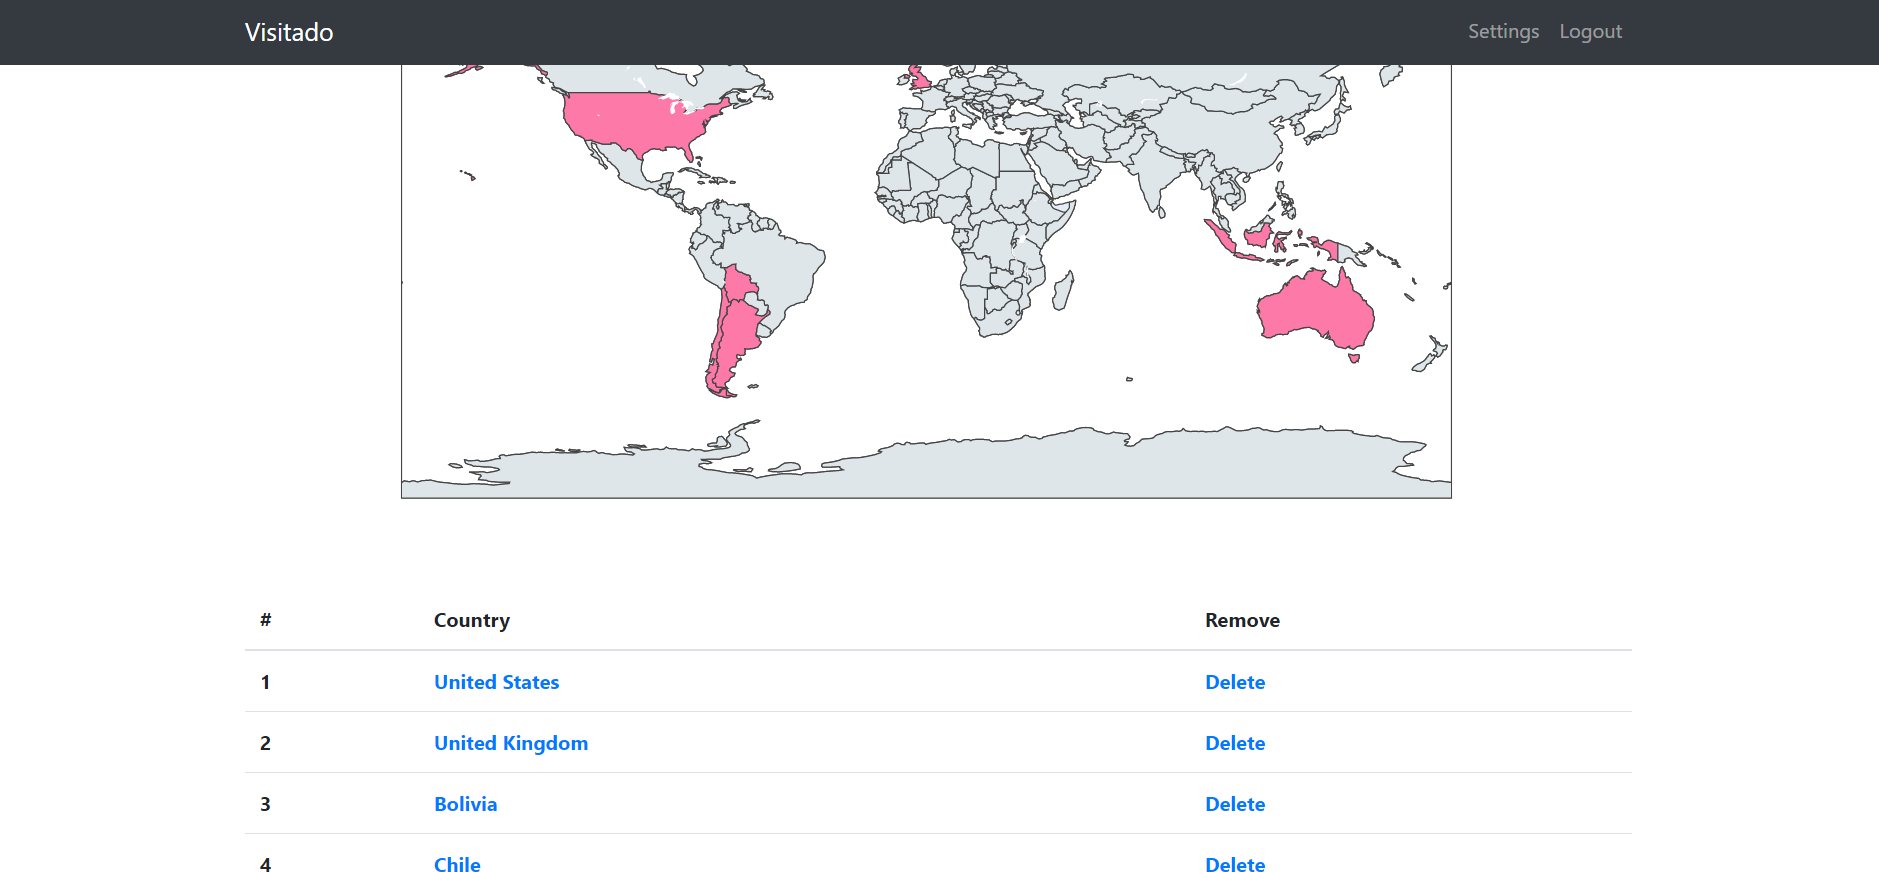 Visitado Settings Logout
# Country Remove
1 United States Delete
2 United Kingdom Delete
3 Bolivia Delete
4 Chile Delete